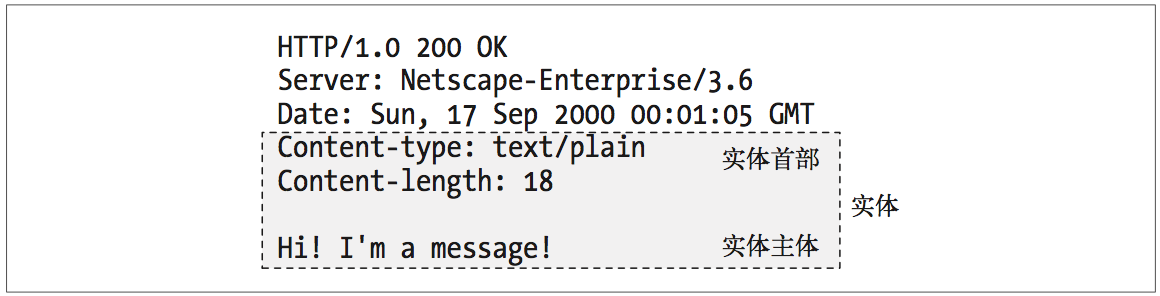 HTTP/1.0 200 OK
Server: Netscape-Enterprise/3.6
Date: Sun, 17 Sep 2000 00:01:05 GMT
Content-type: text/plain
实体首部
Content-length: 18
实体
Hi! I'm a message!
实体主体